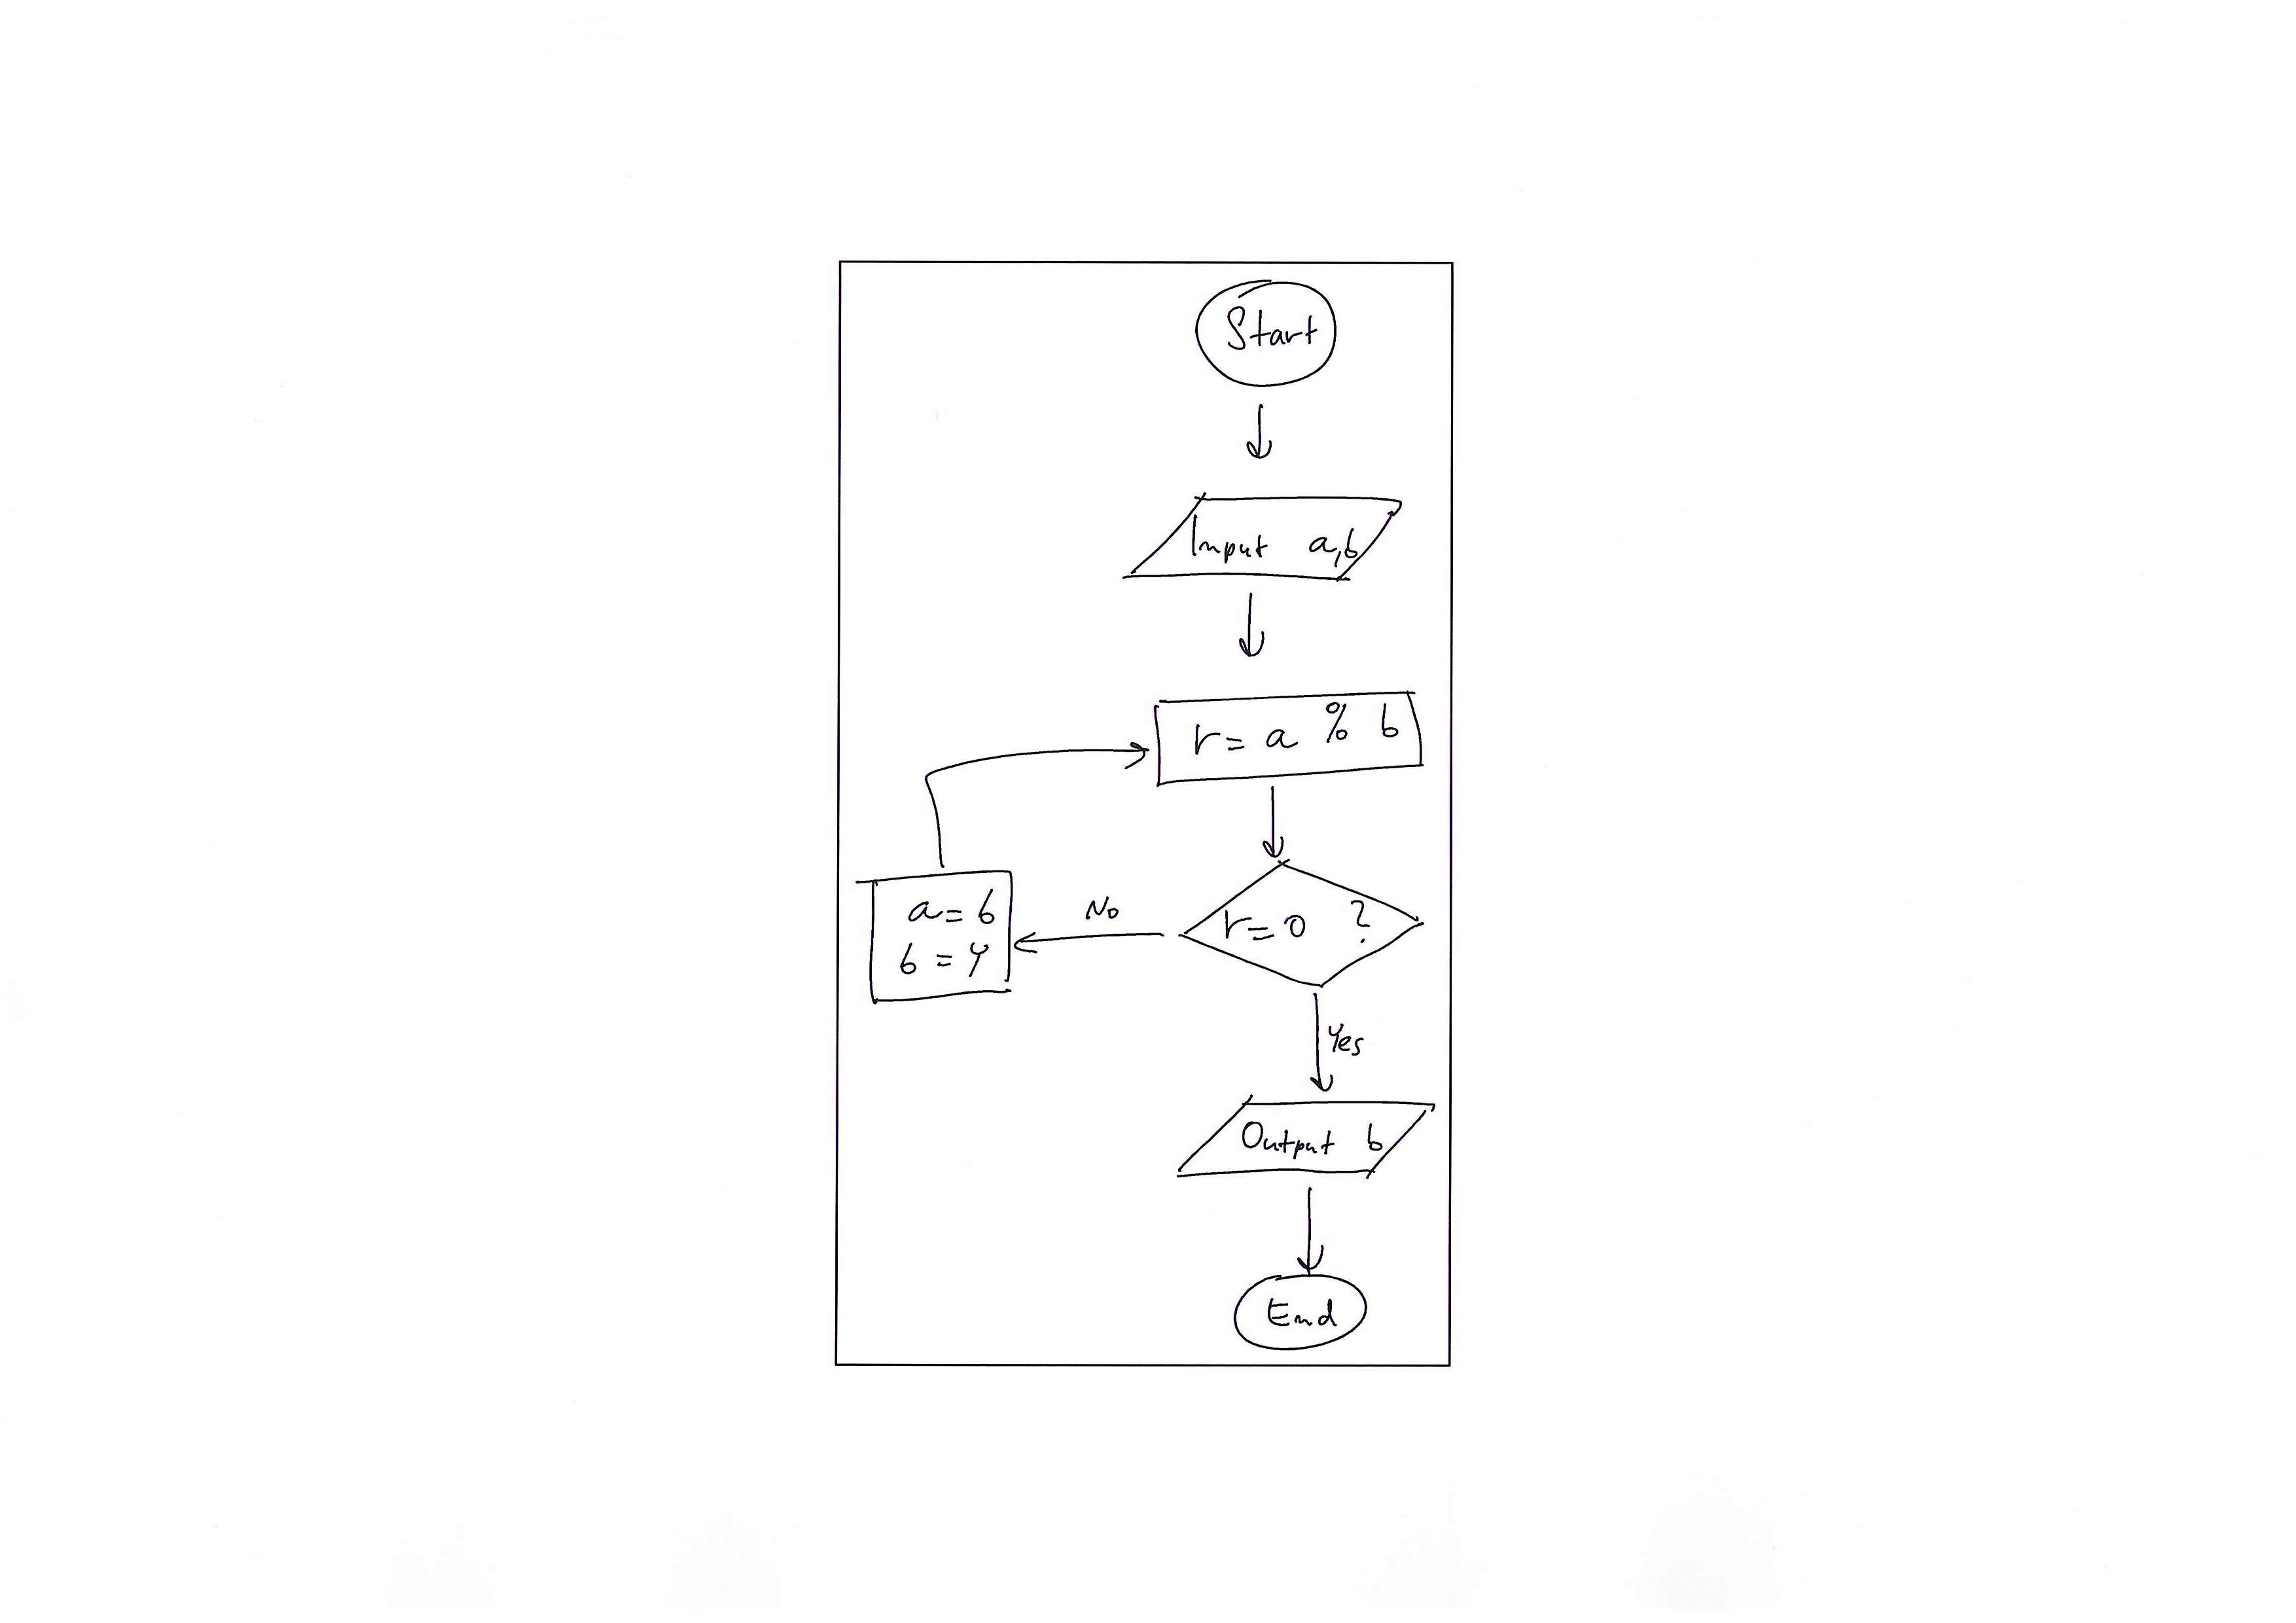 Start
Input a,b
r = a % b
r = 0 ?
No
a = b
b = y
Yes
Output b
End